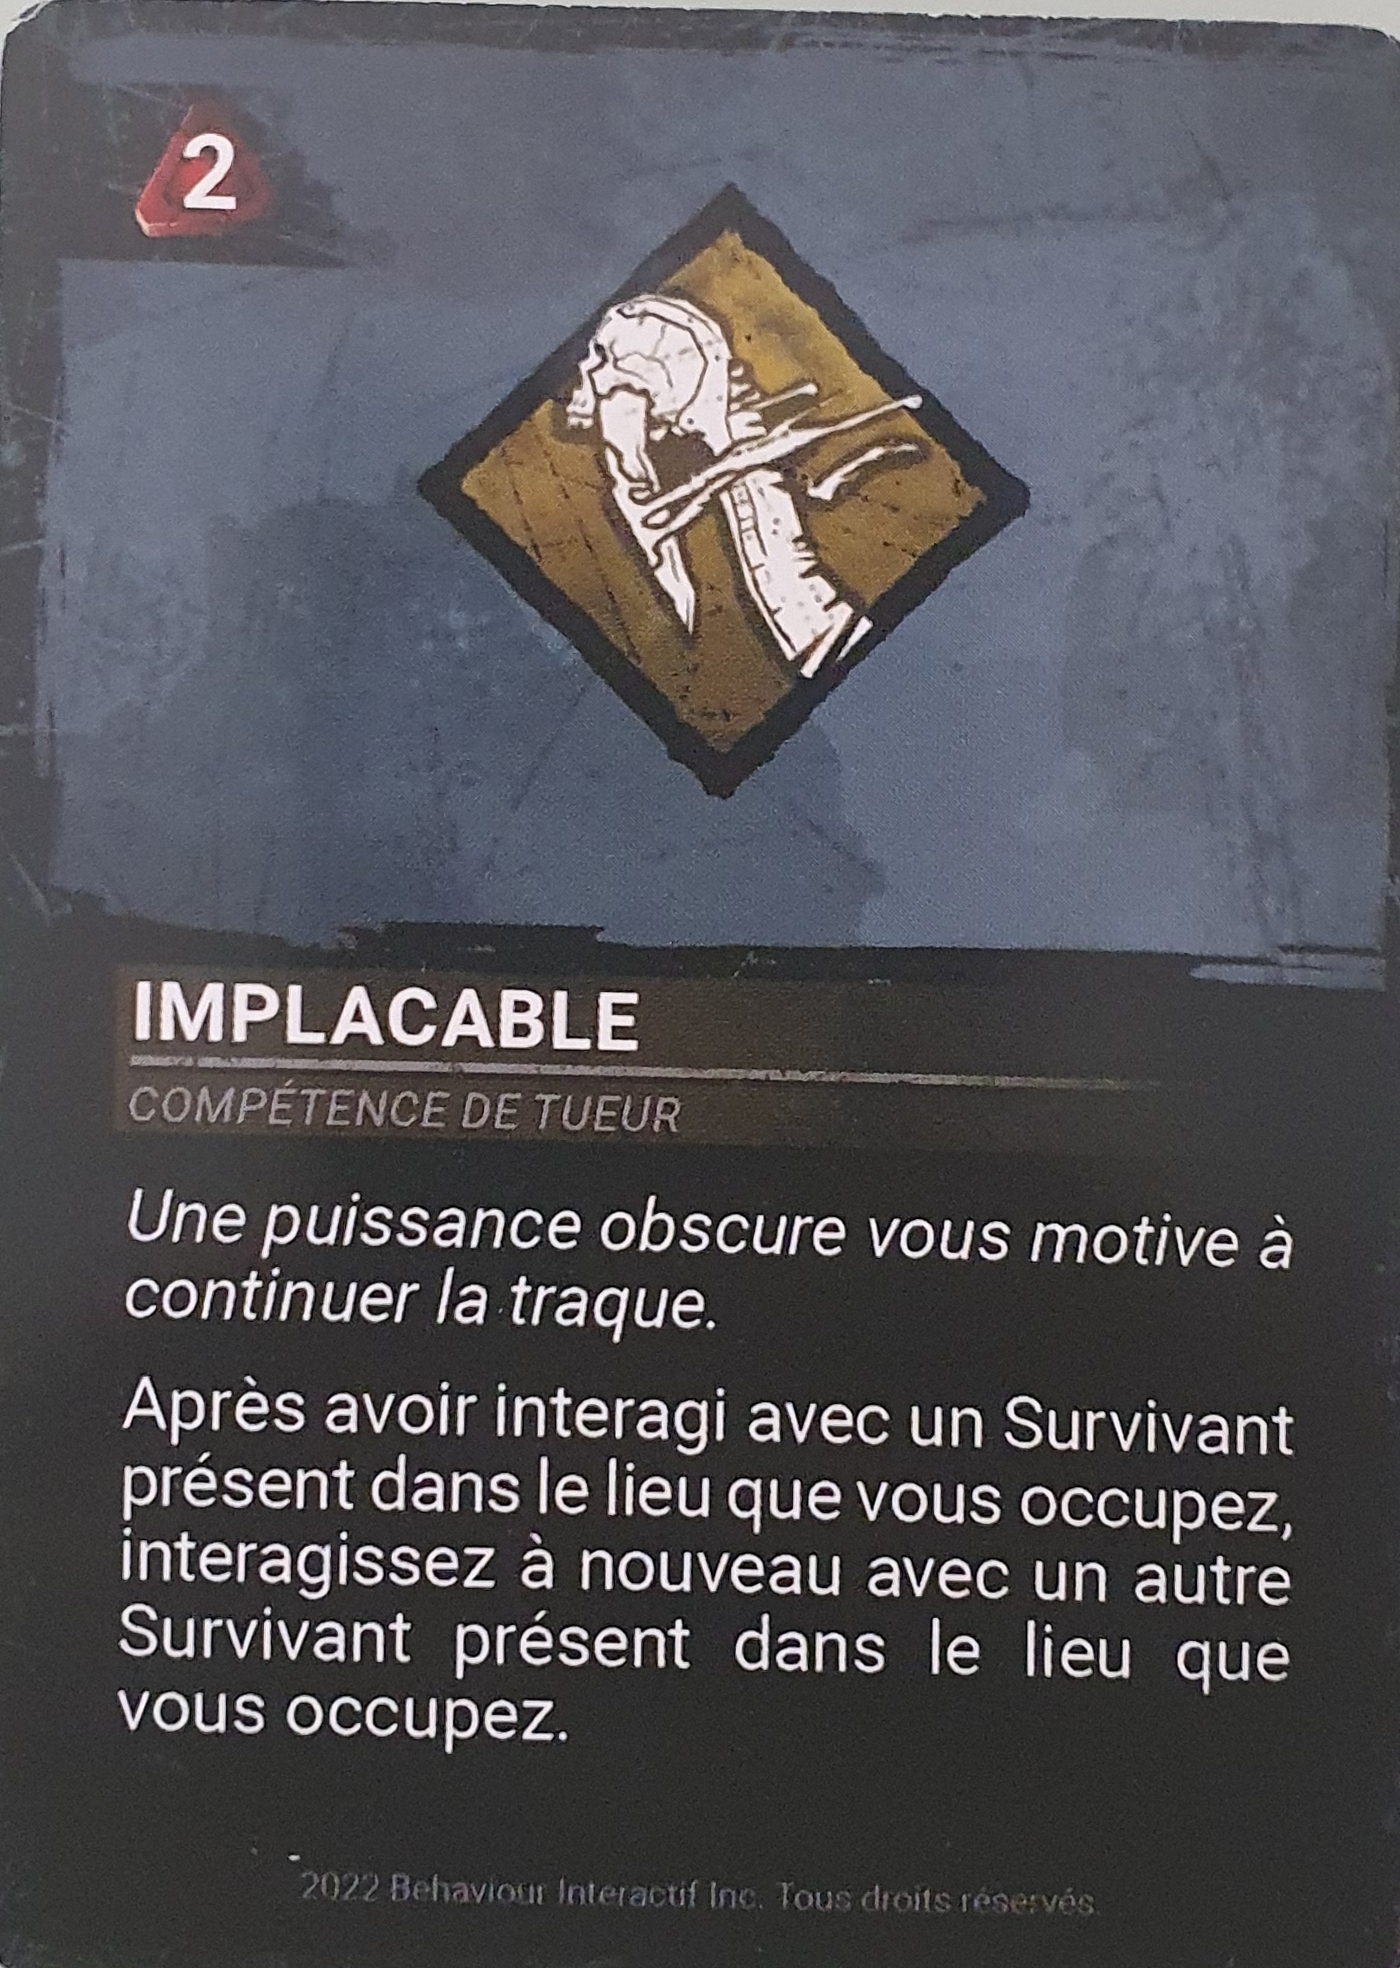 2
IMPLACABLE
COMPÉTENCE DE TUEUR
Une puissance obscure vous motive à
continuer la traque.
Après avoir interagi avec un Survivant
présent dans le lieu que vous occupez,
interagissez à nouveau avec un autre
Survivant présent dans le lieu que
vous occupez.
2022 Behaviour Interactif Inc. Tous droits réservés.